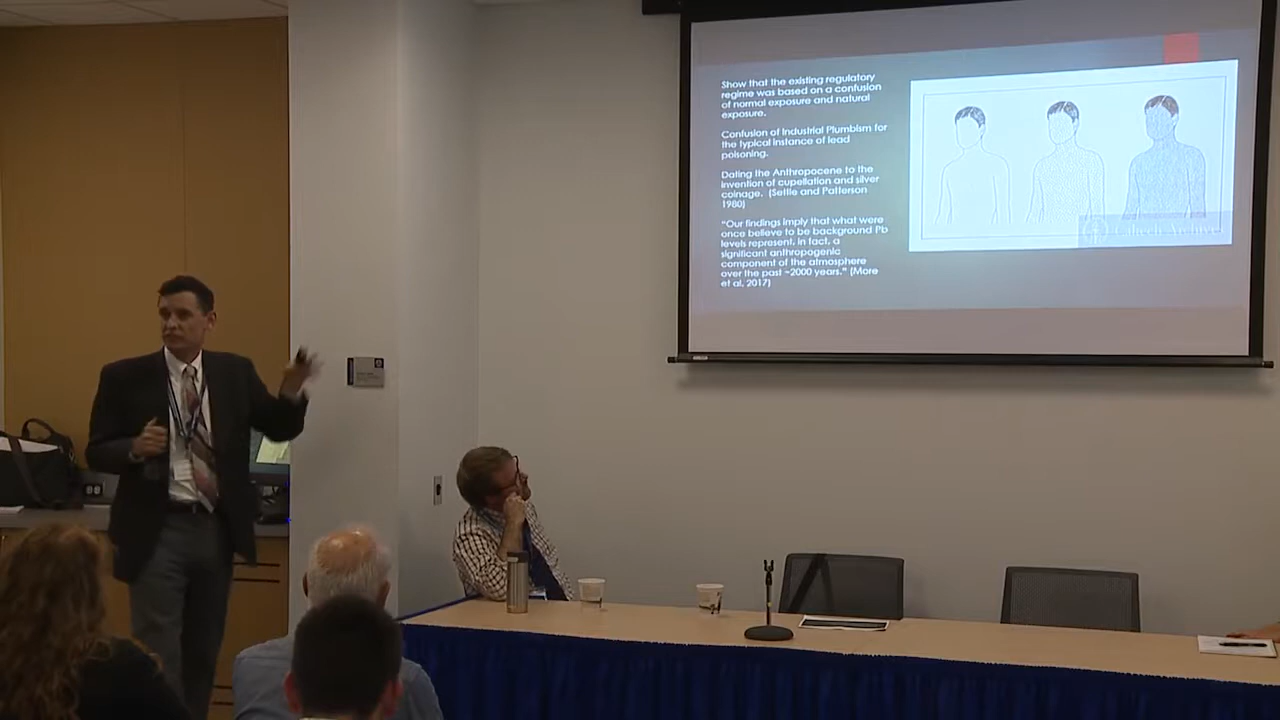 Show that the existing regulatory
regime was based on a confusion
of normal exposure and natural
exposure.
Confusion of Industrial Plumbism for
the typical instance of lead
poisoning.
Dating the Anthropocene to the
invention of cupellation and silver
coinage. (Settle and Patterson
1980)
"Our findings imply that what were
once believe to be background Pb
levels represent, in fact, a
significant anthropogenic
component of the atmosphere
over the past ~2000 years." (More
et al, 2017)
Caltech Archives